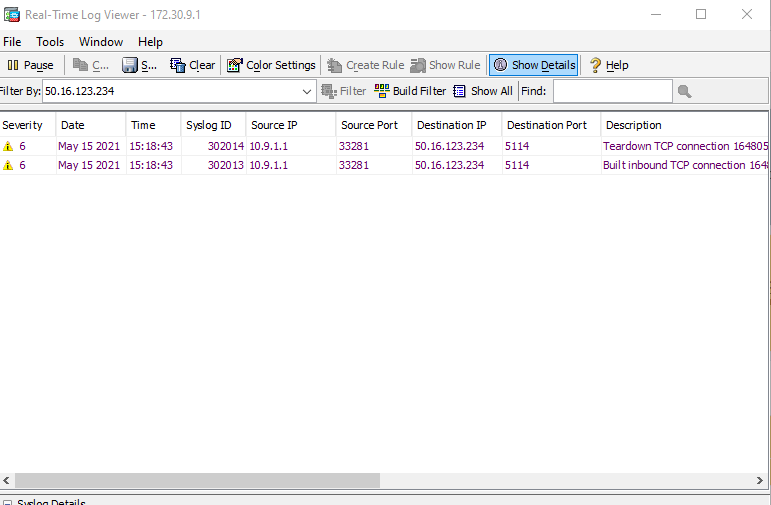 Real-Time Log Viewer - 172.30.9.1
File Tools Window Help
Pause C... S... Clear Color Settings Create Rule Show Rule Show Details Help
Filter By: 50.16.123.234 Filter Build Filter Show All Find:
Severity Date Time Syslog ID Source IP Source Port Destination IP Destination Port Description
6 May 15 2021 15:18:43 302014 10.9.1.1 33281 50.16.123.234 5114 Teardown TCP connection 164805
6 May 15 2021 15:18:43 302013 10.9.1.1 33281 50.16.123.234 5114 Built inbound TCP connection 164
Syslog Details